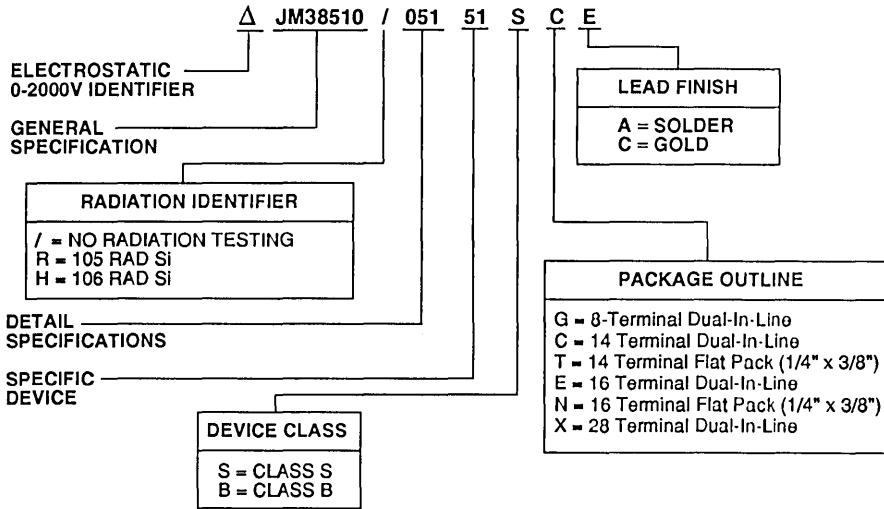 Δ JM38510 / 051 51 S C E
ELECTROSTATIC
0-2000V IDENTIFIER
GENERAL
SPECIFICATION
LEAD FINISH
A = SOLDER
C = GOLD
RADIATION IDENTIFIER
/ = NO RADIATION TESTING
R = 105 RAD Si
H = 106 RAD Si
DETAIL
SPECIFICATIONS
SPECIFIC
DEVICE
DEVICE CLASS
S = CLASS S
B = CLASS B
PACKAGE OUTLINE
G = 8-Terminal Dual-In-Line
C = 14 Terminal Dual-In-Line
T = 14 Terminal Flat Pack (1/4" x 3/8")
E = 16 Terminal Dual-In-Line
N = 16 Terminal Flat Pack (1/4" x 3/8")
X = 28 Terminal Dual-In-Line